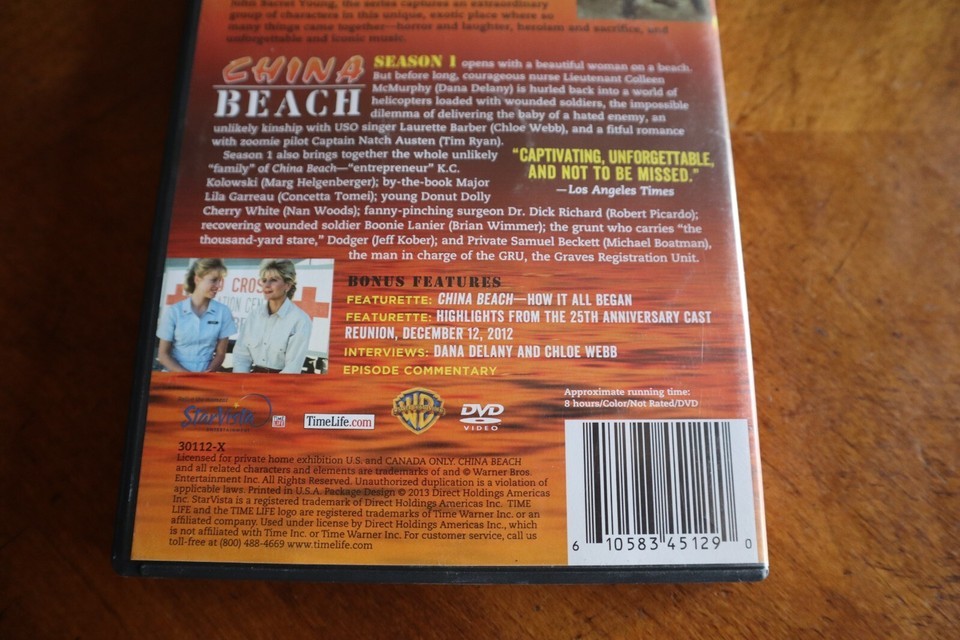 John Sacret Young, the series captures an extraordinary
group of characters in this unique, exotic place where so
many things came together—horror and laughter, heroism and sacrifice, and
unforgettable and iconic music.
CHINA
BEACH
SEASON 1 opens with a beautiful woman on a beach.
But before long, courageous nurse Lieutenant Colleen
McMurphy (Dana Delany) is hurled back into a world of
helicopters loaded with wounded soldiers, the impossible
dilemma of delivering the baby of a hated enemy, an
unlikely kinship with USO singer Laurette Barber (Chloe Webb), and a fitful romance
with zoomie pilot Captain Natch Austen (Tim Ryan).
Season 1 also brings together the whole unlikely
"family" of China Beach—"entrepreneur" K.C.
Kolowski (Marg Helgenberger); by-the-book Major
Lila Garreau (Concetta Tomei); young Donut Dolly
Cherry White (Nan Woods); fanny-pinching surgeon Dr. Dick Richard (Robert Picardo);
recovering wounded soldier Boonie Lanier (Brian Wimmer); the grunt who carries "the
thousand-yard stare," Dodger (Jeff Kober); and Private Samuel Beckett (Michael Boatman),
the man in charge of the GRU, the Graves Registration Unit.
"CAPTIVATING, UNFORGETTABLE,
AND NOT TO BE MISSED."
—Los Angeles Times
CROSS
BONUS FEATURES
FEATURETTE: CHINA BEACH—HOW IT ALL BEGAN
FEATURETTE: HIGHLIGHTS FROM THE 25TH ANNIVERSARY CAST
REUNION, DECEMBER 12, 2012
INTERVIEWS: DANA DELANY AND CHLOE WEBB
EPISODE COMMENTARY
StarVista
ENTERTAINMENT
TIME LIFE
TimeLife.com
WB
DVD
VIDEO
Approximate running time:
8 hours/Color/Not Rated/DVD
30112-X
Licensed for private home exhibition U.S. and CANADA ONLY. CHINA BEACH
and all related characters and elements are trademarks of and © Warner Bros.
Entertainment Inc. All Rights Reserved. Unauthorized duplication is a violation of
applicable laws. Printed in U.S.A. Package Design © 2013 Direct Holdings Americas
Inc. StarVista is a registered trademark of Direct Holdings Americas Inc. TIME
LIFE and the TIME LIFE logo are registered trademarks of Time Warner Inc. or an
affiliated company. Used under license by Direct Holdings Americas Inc., which
is not affiliated with Time Inc. or Time Warner Inc. For customer service, call us
toll-free at (800) 488-4669 www.timelife.com
6 10583 45129 0